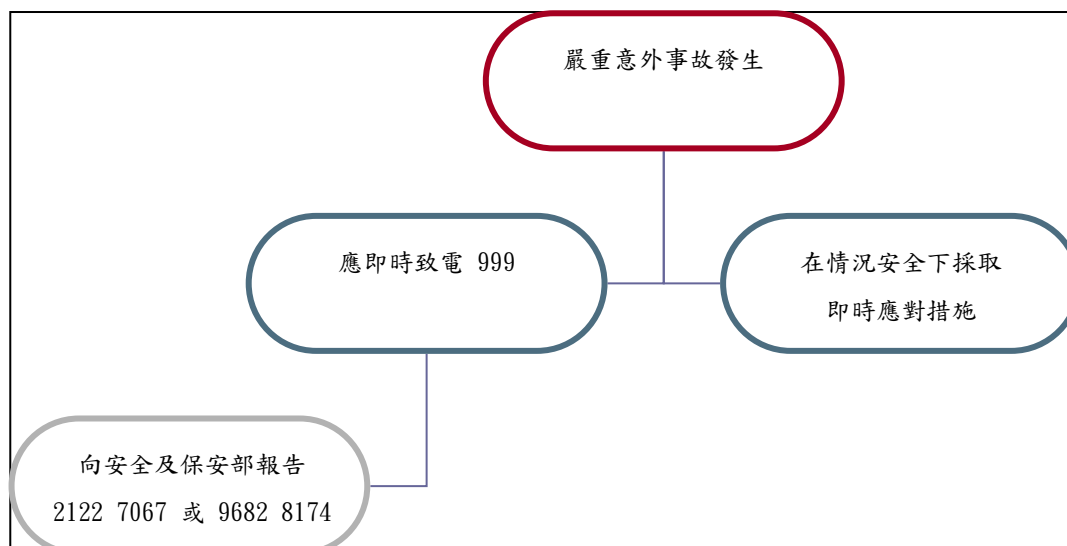 嚴重意外事故發生
應即時致電 999
在情況安全下採取
即時應對措施
向安全及保安部報告
2122 7067 或 9682 8174